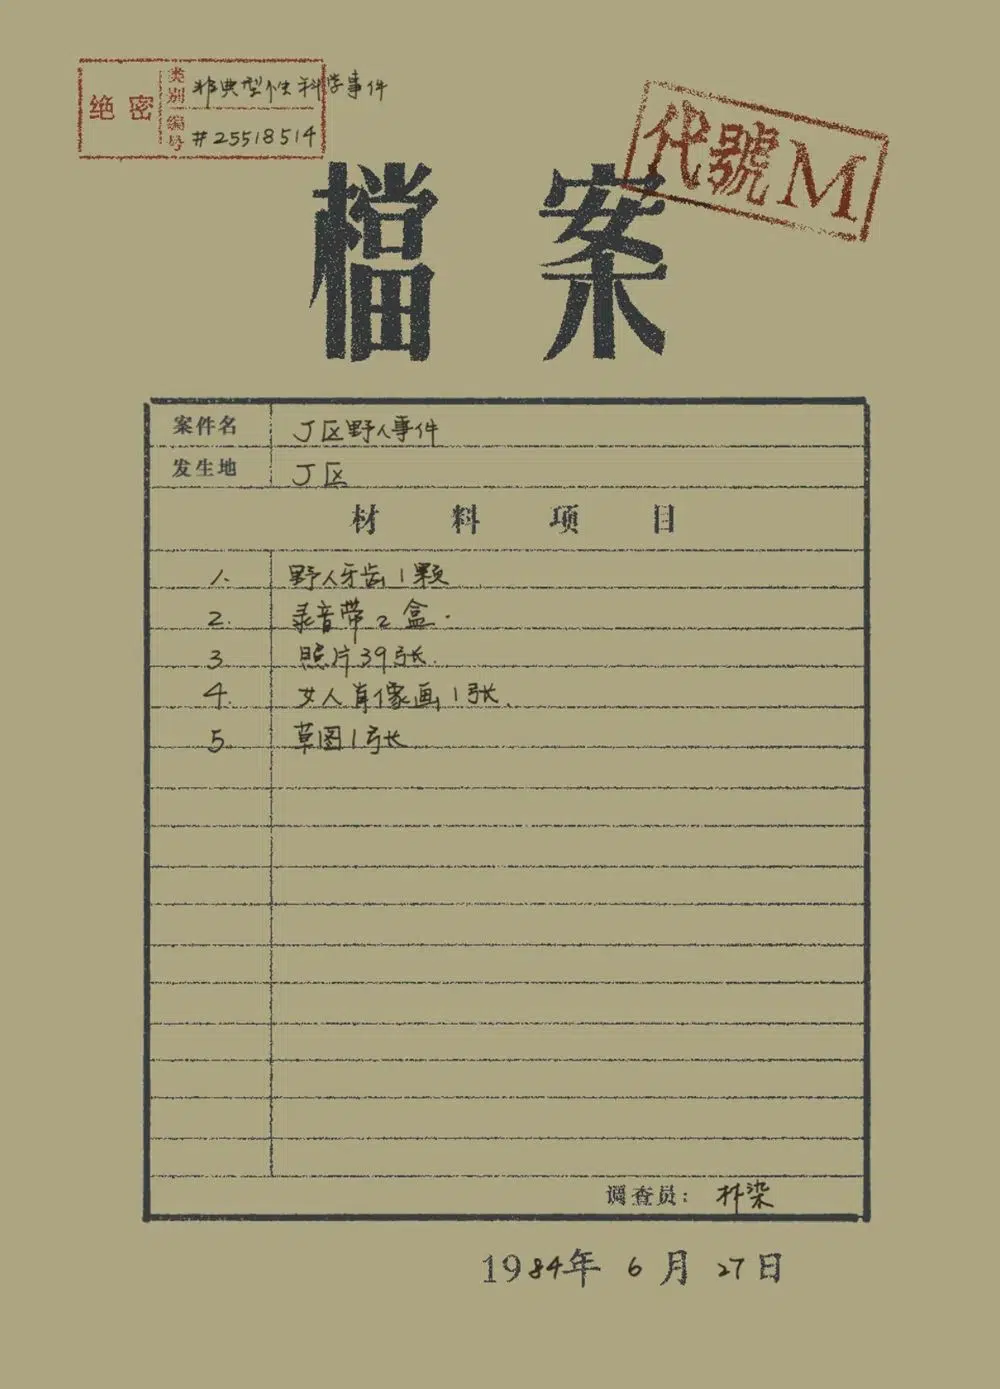 绝密 类别 非典型性科学事件
编号 #25518514
代號M
檔案
案件名 J区野人事件
发生地 J区
材料项目
1. 野人牙齿1颗
2. 录音带2盒.
3 照片39张.
4. 女人肖像画1张.
5 草图1张
调查员: 朴染
1984年6月27日